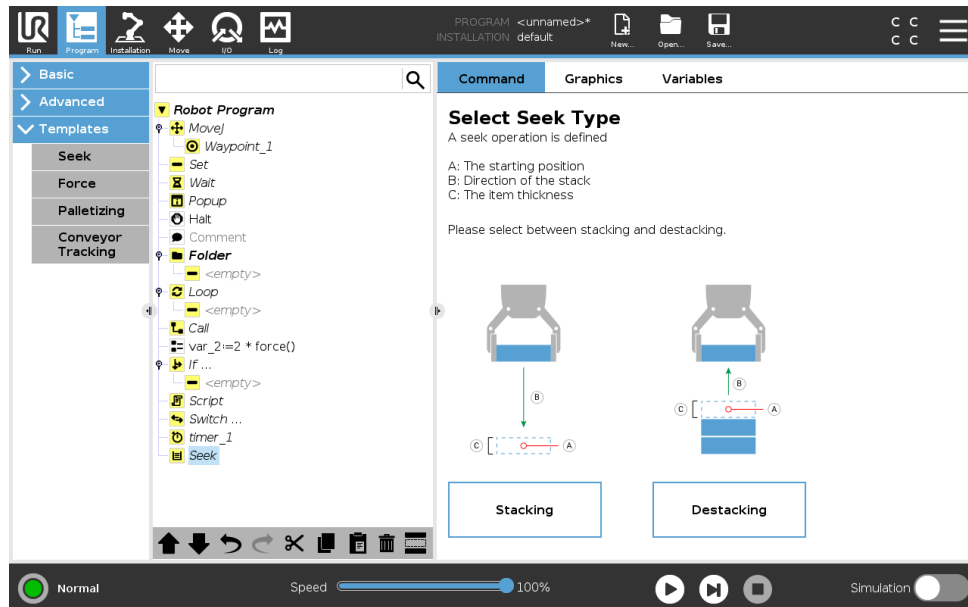 UR
Run
Program
Installation
Move
I/O
Log
PROGRAM <unnamed>*
INSTALLATION default
New...
Open...
Save...
C C
C C
Basic
Advanced
Templates
Seek
Force
Palletizing
Conveyor
Tracking
Robot Program
MoveJ
Waypoint_1
Set
Wait
Popup
Halt
Comment
Folder
<empty>
Loop
<empty>
Call
var_2:=2 * force()
If ...
<empty>
Script
Switch ...
timer_1
Seek
Command Graphics Variables
Select Seek Type
A seek operation is defined
A: The starting position
B: Direction of the stack
C: The item thickness
Please select between stacking and destacking.
B
C
A
B
C
A
Stacking
Destacking
Normal
Speed
100%
Simulation